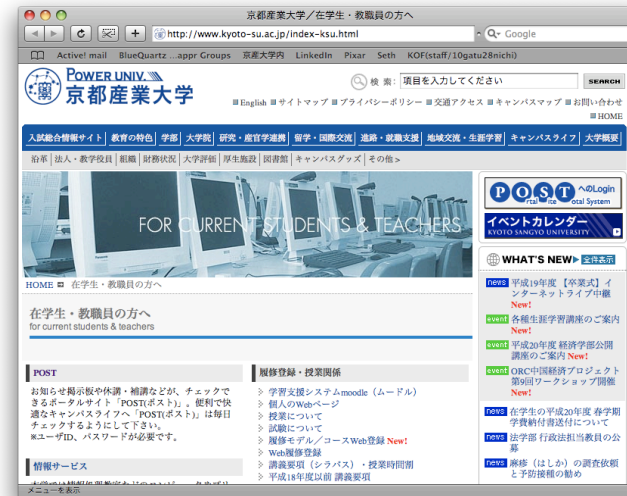 京都産業大学／在学生・教職員の方へ
http://www.kyoto-su.ac.jp/index-ksu.html
Google
Active! mail BlueQuartz ...appr Groups 京産大学内 LinkedIn Pixar Seth KOF(staff/10gatu28nichi)
POWER UNIV.
京都産業大学
検 索: 項目を入力してください SEARCH
English サイトマップ プライバシーポリシー 交通アクセス キャンパスマップ お問い合わせ
HOME
入試総合情報サイト 教育の特色 学部 大学院 研究・産官学連携 留学・国際交流 進路・就職支援 地域交流・生涯学習 キャンパスライフ 大学概要
沿革 法人・教学役員 組織 財務状況 大学評価 厚生施設 図書館 キャンパスグッズ その他 >
FOR CURRENT STUDENTS & TEACHERS
HOME 在学生・教職員の方へ
在学生・教職員の方へ
for current students & teachers
POST
お知らせ掲示板や休講・補講などが、チェックで
きるポータルサイト「POST(ポスト)」。便利で快
適なキャンパスライフへ「POST(ポスト)」は毎日
チェックするようにして下さい。
※ユーザID、パスワードが必要です。
情報サービス
履修登録・授業関係
学習支援システムmoodle（ムードル）
個人のWebページ
授業について
試験について
履修モデル／コースWeb登録 New!
Web履修登録
講義要項（シラバス）・授業時間割
平成18年度以前 講義要項
POST へのLogin
Portal Site Total System
イベントカレンダー
KYOTO SANGYO UNIVERSITY
WHAT'S NEW 全件表示
news 平成19年度 【卒業式】イ
ンターネットライブ中継
New!
event 各種生涯学習講座のご案内
New!
event 平成20年度 経済学部公開
講座のご案内 New!
event ORC中国経済プロジェクト
第9回ワークショップ開催
New!
news 在学生の平成20年度 春学期
学費納付書送付について
news 法学部 行政法担当教員の公
募
news 麻疹（はしか）の調査依頼
と予防接種の勧め
メニューを表示